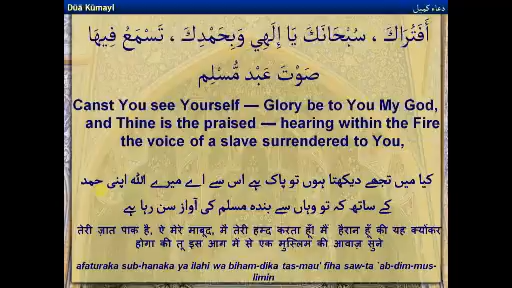 Dūā Kūmayl
دعاء كميل
أَفَتُرَاكَ ، سُبْحَانَكَ يَا إِلَهِي وَبِحَمْدِكَ ، تَسْمَعُ فِيهَا
صَوْتَ عَبْدٍ مُّسْلِمٍ
Canst You see Yourself — Glory be to You My God,
and Thine is the praised — hearing within the Fire
the voice of a slave surrendered to You,
کیا میں تجھے دیکھتا ہوں تو پاک ہے اس سے اے میرے اللہ اپنی حمد
کے ساتھ کہ تو وہاں سے بندہ مسلم کی آواز سن رہا ہے
तेरी ज़ात पाक है, ऐ मेरे माबूद, मैं तेरी हम्द करता हूँ! मैं हैरान हूँ की यह क्योंकर
होगा की तू इस आग में से एक मुस्लिम की आवाज़ सुने
afaturaka sub-hanaka ya ilahi wa biham-dika tas-mau' fiha saw-ta `ab-dim-mus-
limin